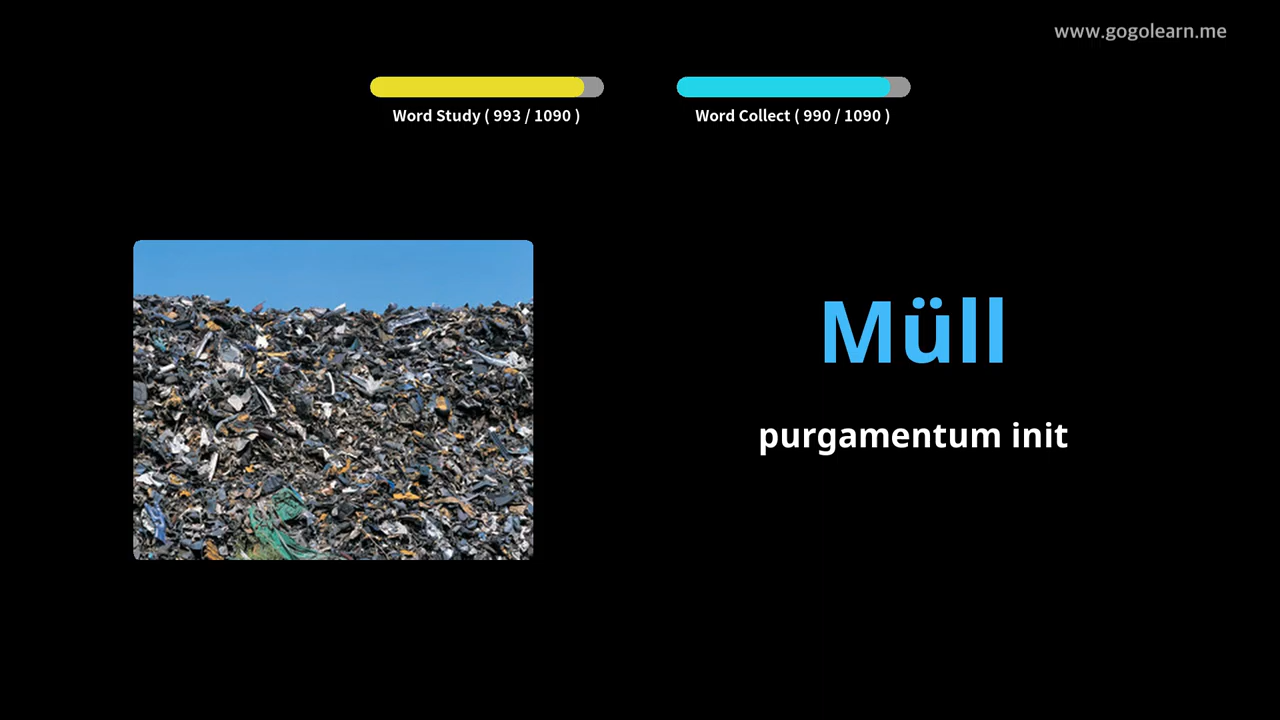 www.gogolearn.me
Word Study ( 993 / 1090 )
Word Collect ( 990 / 1090 )
Müll
purgamentum init